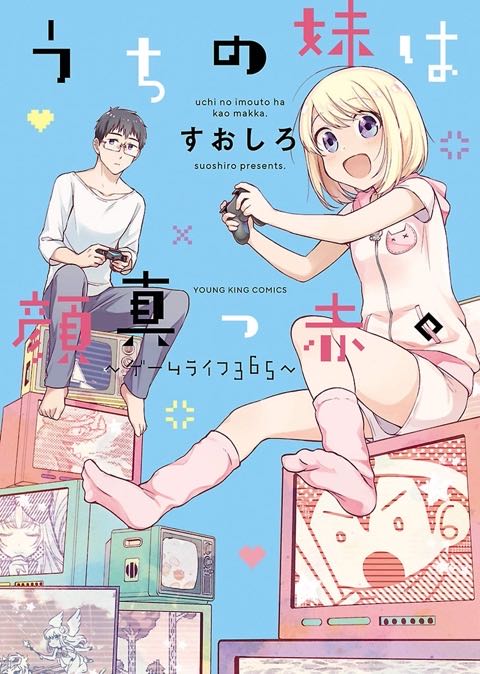 うちの妹は
uchi no imouto ha
kao makka.
すおしろ
suoshiro presents.
YOUNG KING COMICS
顔真っ赤。
～ゲームライフ365～